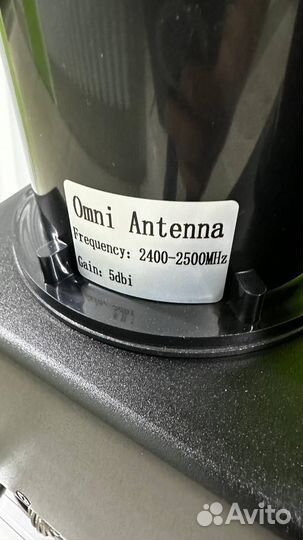 Omni Antenna
Frequency: 2400-2500MHz
Gain: 5dbi
Avito